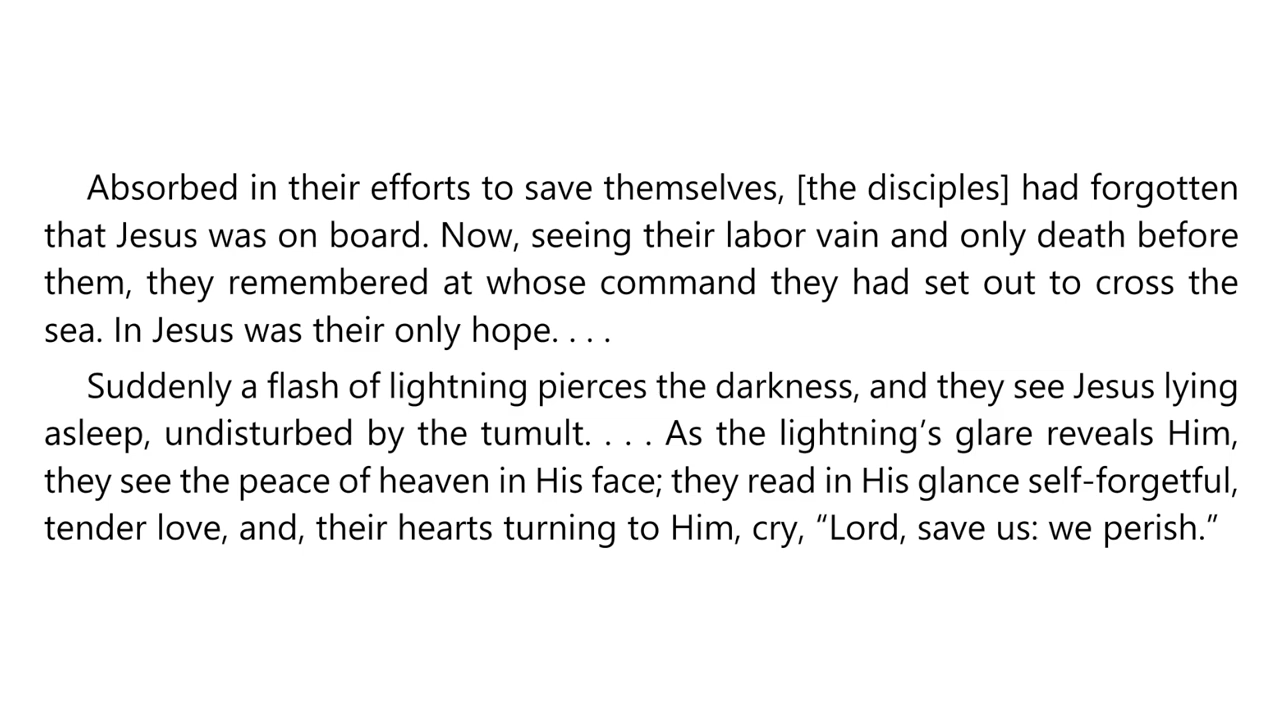 Absorbed in their efforts to save themselves, [the disciples] had forgotten
that Jesus was on board. Now, seeing their labor vain and only death before
them, they remembered at whose command they had set out to cross the
sea. In Jesus was their only hope. . . .
Suddenly a flash of lightning pierces the darkness, and they see Jesus lying
asleep, undisturbed by the tumult. . . . As the lightning’s glare reveals Him,
they see the peace of heaven in His face; they read in His glance self-forgetful,
tender love, and, their hearts turning to Him, cry, “Lord, save us: we perish.”